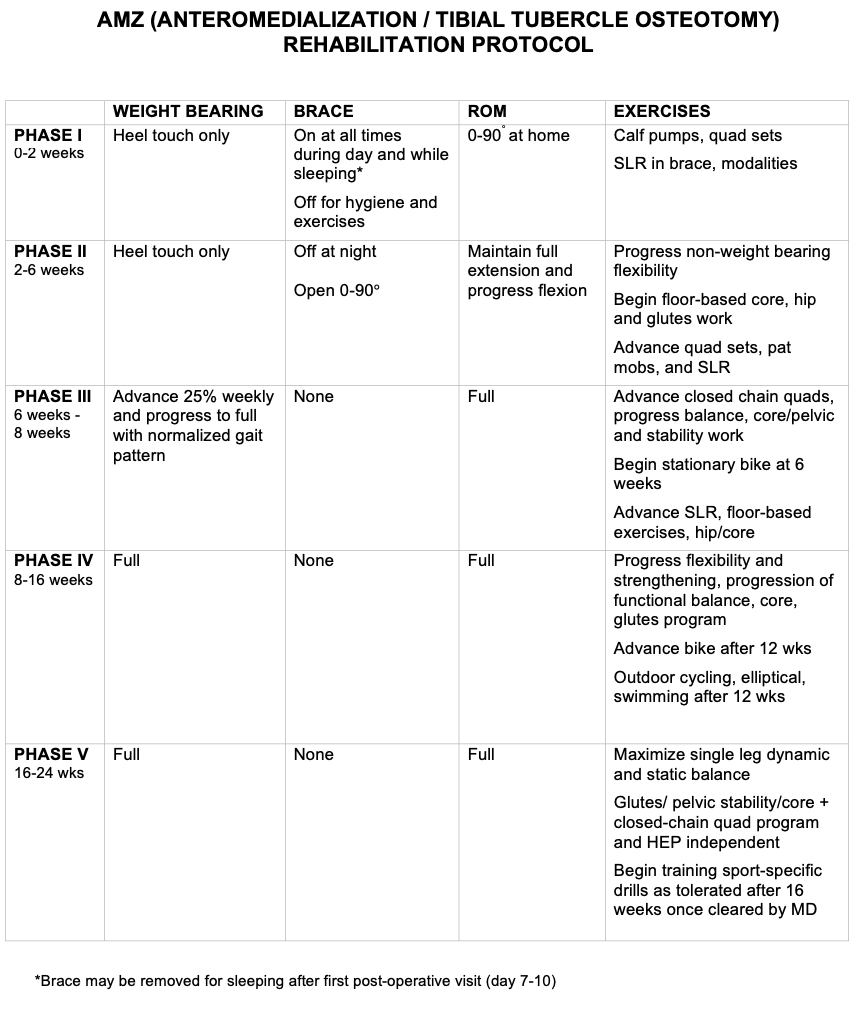 AMZ (ANTEROMEDIALIZATION / TIBIAL TUBERCLE OSTEOTOMY)
REHABILITATION PROTOCOL
WEIGHT BEARING BRACE ROM EXERCISES
PHASE I
0-2 weeks
Heel touch only
On at all times
during day and while
sleeping*
Off for hygiene and
exercises
0-90° at home
Calf pumps, quad sets
SLR in brace, modalities
PHASE II
2-6 weeks
Heel touch only
Off at night
Open 0-90°
Maintain full
extension and
progress flexion
Progress non-weight bearing
flexibility
Begin floor-based core, hip
and glutes work
Advance quad sets, pat
mobs, and SLR
PHASE III
6 weeks -
8 weeks
Advance 25% weekly
and progress to full
with normalized gait
pattern
None
Full
Advance closed chain quads,
progress balance, core/pelvic
and stability work
Begin stationary bike at 6
weeks
Advance SLR, floor-based
exercises, hip/core
PHASE IV
8-16 weeks
Full
None
Full
Progress flexibility and
strengthening, progression of
functional balance, core,
glutes program
Advance bike after 12 wks
Outdoor cycling, elliptical,
swimming after 12 wks
PHASE V
16-24 wks
Full
None
Full
Maximize single leg dynamic
and static balance
Glutes/ pelvic stability/core +
closed-chain quad program
and HEP independent
Begin training sport-specific
drills as tolerated after 16
weeks once cleared by MD
*Brace may be removed for sleeping after first post-operative visit (day 7-10)